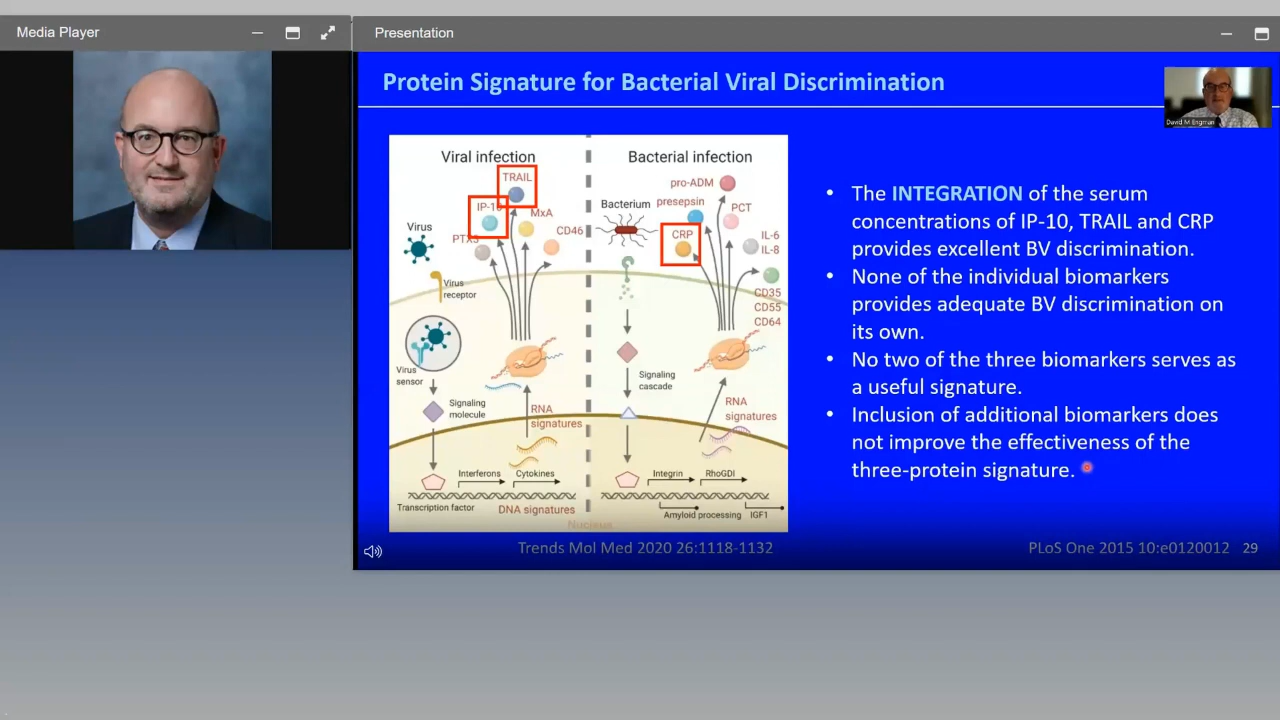 Media Player
Presentation
Protein Signature for Bacterial Viral Discrimination
David M Engman
Viral infection
TRAIL
IP-10
MxA
CD46
PTX3
Virus
Virus
receptor
Virus
sensor
Signaling
molecule
RNA
signatures
Interferons
Cytokines
Transcription factor
DNA signatures
Nucleus
Bacterial infection
pro-ADM
presepsin
PCT
Bacterium
CRP
IL-6
IL-8
CD35
CD55
CD64
Signaling
cascade
RNA
signatures
Integrin
RhoGDI
Amyloid processing
IGF1
• The INTEGRATION of the serum
concentrations of IP-10, TRAIL and CRP
provides excellent BV discrimination.
• None of the individual biomarkers
provides adequate BV discrimination on
its own.
• No two of the three biomarkers serves as
a useful signature.
• Inclusion of additional biomarkers does
not improve the effectiveness of the
three-protein signature.
Trends Mol Med 2020 26:1118-1132
PLoS One 2015 10:e0120012 29